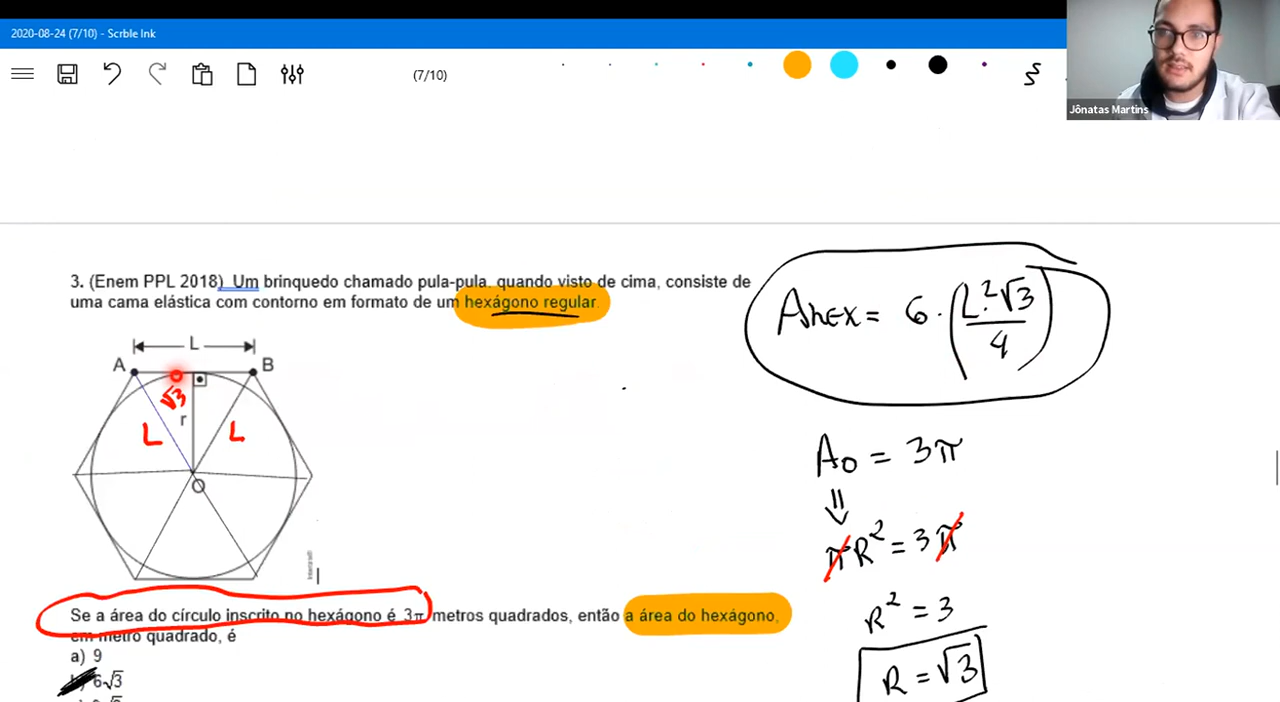 2020-08-24 (7/10) - Scrble Ink
(7/10)
Jônatas Martins
3. (Enem PPL 2018) Um brinquedo chamado pula-pula, quando visto de cima, consiste de
uma cama elástica com contorno em formato de um hexágono regular.
Ahex = 6 · (L²√3/4)
L
A
B
√3
r
L
L
O
A₀ = 3π
⇓
πR² = 3π
R² = 3
R = √3
Se a área do círculo inscrito no hexágono é 3π metros quadrados, então a área do hexágono,
em metro quadrado, é
a) 9
b) 6√3